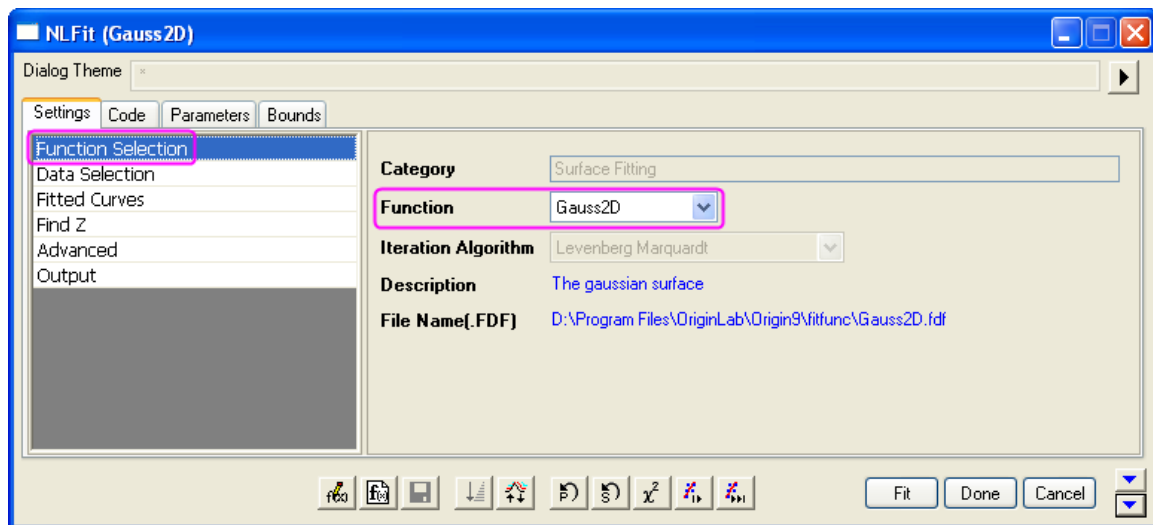 NLFit (Gauss2D)
Dialog Theme *
Settings Code Parameters Bounds
Function Selection
Data Selection
Fitted Curves
Find Z
Advanced
Output
Category Surface Fitting
Function Gauss2D
Iteration Algorithm Levenberg Marquardt
Description The gaussian surface
File Name(.FDF) D:\Program Files\OriginLab\Origin9\fitfunc\Gauss2D.fdf
Fit Done Cancel